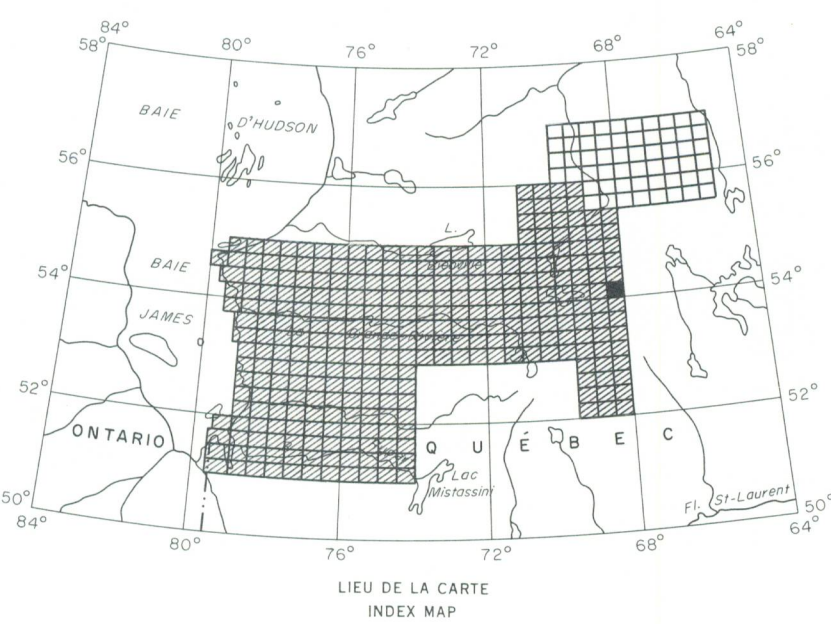 84° 80° 76° 72° 68° 64°
58° 58°
BAIE
D'HUDSON
56° 56°
L.
Bienville
BAIE
54° 54°
JAMES
52° 52°
ONTARIO
QUÉBEC
Lac
Mistassini
Fl. St-Laurent
50° 50°
84° 80° 76° 72° 68° 64°
LIEU DE LA CARTE
INDEX MAP